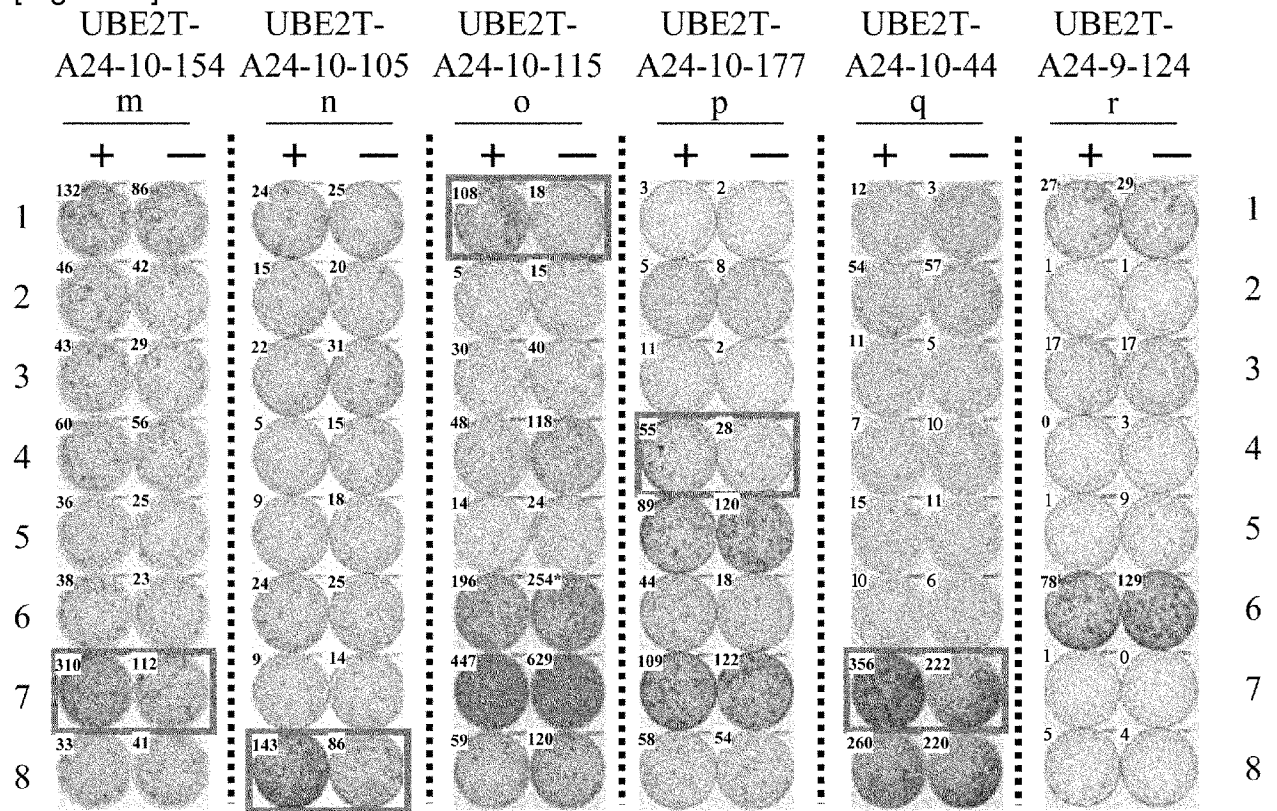 UBE2T- UBE2T- UBE2T- UBE2T- UBE2T- UBE2T-
A24-10-154 A24-10-105 A24-10-115 A24-10-177 A24-10-44 A24-9-124
m n o p q r
+ — + — + — + — + — + —
1 132 86 24 25 108 18 3 2 12 3 27 29 1
2 46 42 15 20 5 15 5 8 54 57 1 1 2
3 43 29 22 31 30 40 11 2 11 5 17 17 3
4 60 56 5 15 48 118 55 28 7 10 0 3 4
5 36 25 9 18 14 24 89 120 15 11 1 9 5
6 38 23 24 25 196 254* 44 18 10 6 78 129 6
7 310 112 9 14 447 629 109 122 356 222 1 0 7
8 33 41 143 86 59 120 58 54 260 220 5 4 8